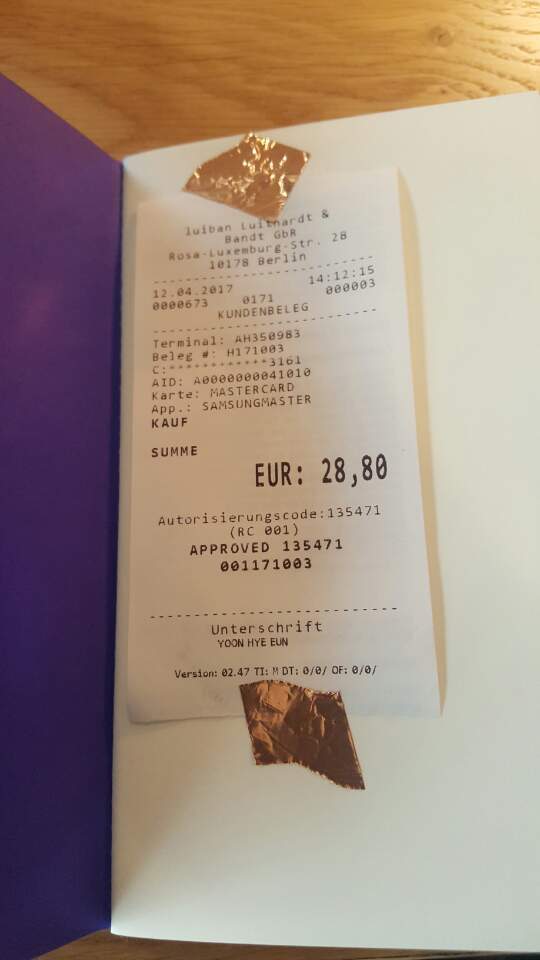 luiban Luithardt &
Bandt GbR
Rosa-Luxemburg-Str. 28
10178 Berlin
------------------------
12.04.2017 14:12:15
0000673 0171 000003
KUNDENBELEG
------------------------
Terminal: AH350983
Beleg #: H171003
C:************3161
AID: A0000000041010
Karte: MASTERCARD
App.: SAMSUNGMASTER
KAUF
SUMME
EUR: 28,80
Autorisierungscode:135471
(RC 001)
APPROVED 135471
001171003
--------------------------
Unterschrift
YOON HYE EUN
Version: 02.47 TI: M DT: 0/0/ OF: 0/0/